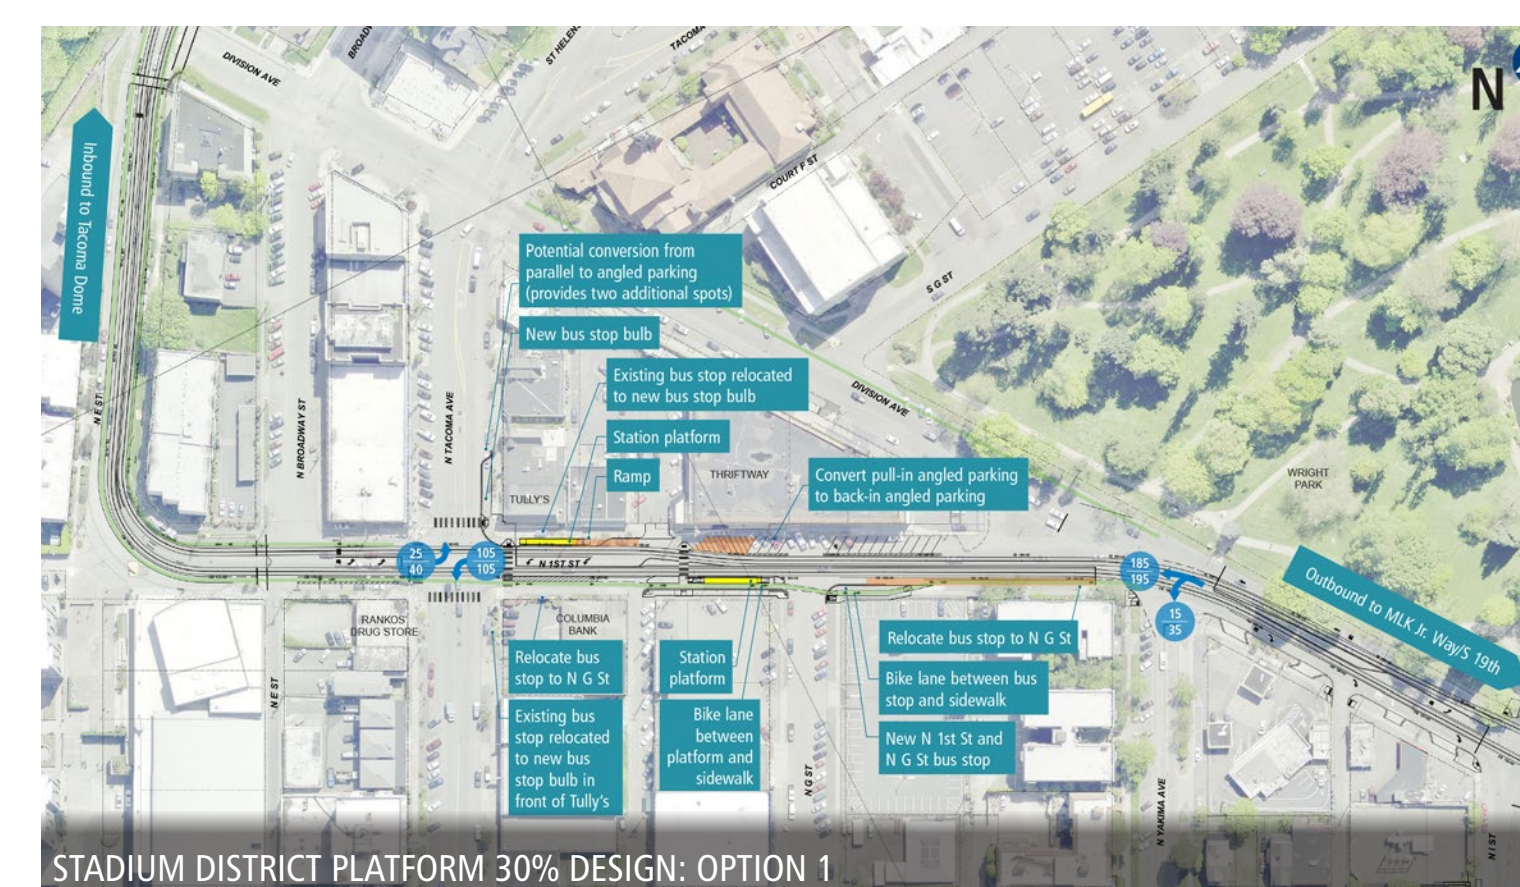 DIVISION AVE
BROADW
ST HELEN
TACOMA
N
Inbound to Tacoma Dome
COURT F ST
S G ST
Potential conversion from
parallel to angled parking
(provides two additional spots)
New bus stop bulb
Existing bus stop relocated
to new bus stop bulb
Station platform
Ramp
DIVISION AVE
N E ST
N BROADWAY ST
N TACOMA AVE
TULLY'S
THRIFTWAY
Convert pull-in angled parking
to back-in angled parking
WRIGHT
PARK
25
40
105
105
N 1ST ST
185
195
15
35
Outbound to MLK Jr. Way/S 19th
RANKOS'
DRUG STORE
COLUMBIA
BANK
Relocate bus
stop to N G St
Station
platform
Relocate bus stop to N G St
Bike lane between bus
stop and sidewalk
New N 1st St and
N G St bus stop
Existing bus
stop relocated
to new bus
stop bulb in
front of Tully's
Bike lane
between
platform and
sidewalk
N E ST
N G ST
N YAKIMA AVE
N I ST
STADIUM DISTRICT PLATFORM 30% DESIGN: OPTION 1